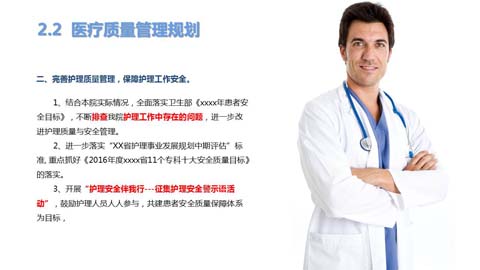 2.2 医疗质量管理规划
二、完善护理质量管理，保障护理工作安全。
1、结合本院实际情况，全面落实卫生部《xxxx年患者安
全目标》，不断排查我院护理工作中存在的问题，进一步改
进护理质量与安全管理。
2、进一步落实 “XX省护理事业发展规划中期评估” 标
准, 重点抓好《2016年度xxxx省11个专科十大安全质量目标》
的落实。
3、开展“护理安全伴我行---征集护理安全警示语活
动”，鼓励护理人员人人参与，共建患者安全质量保障体系
为目标，